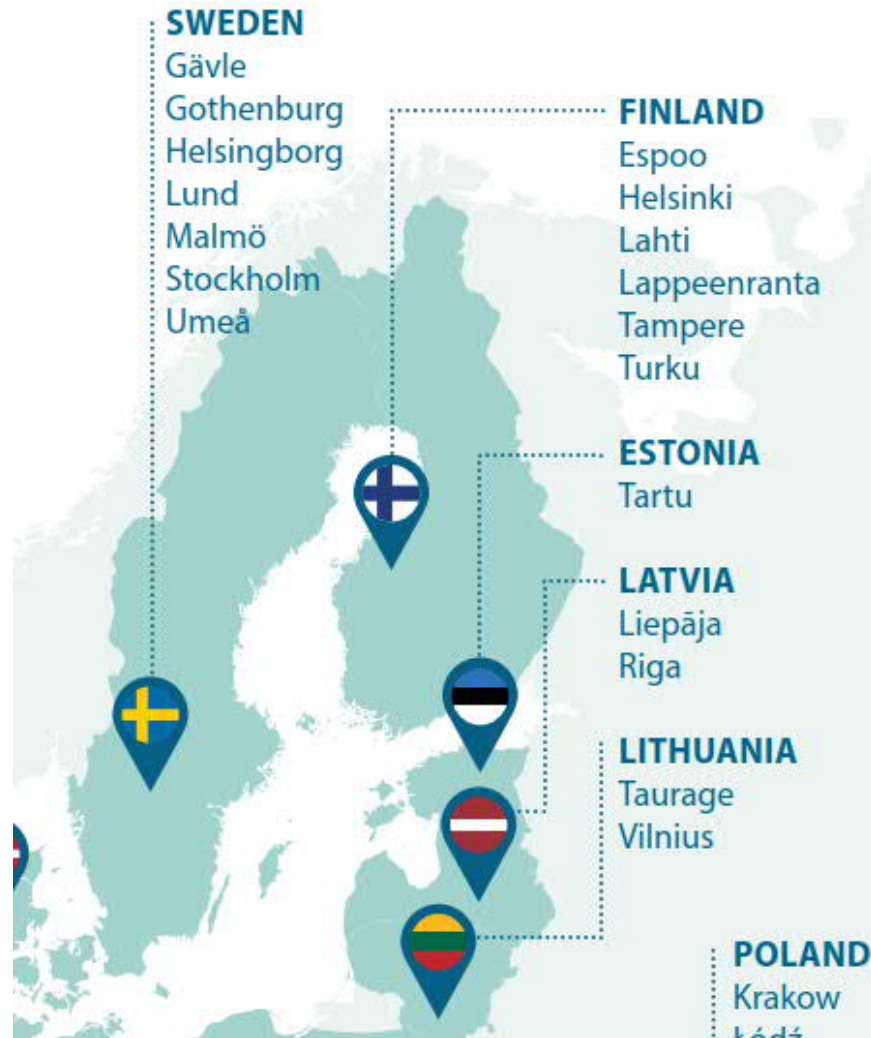 SWEDEN
Gävle
Gothenburg
Helsingborg
Lund
Malmö
Stockholm
Umeå
FINLAND
Espoo
Helsinki
Lahti
Lappeenranta
Tampere
Turku
ESTONIA
Tartu
LATVIA
Liepāja
Riga
LITHUANIA
Taurage
Vilnius
POLAND
Krakow
Łódź